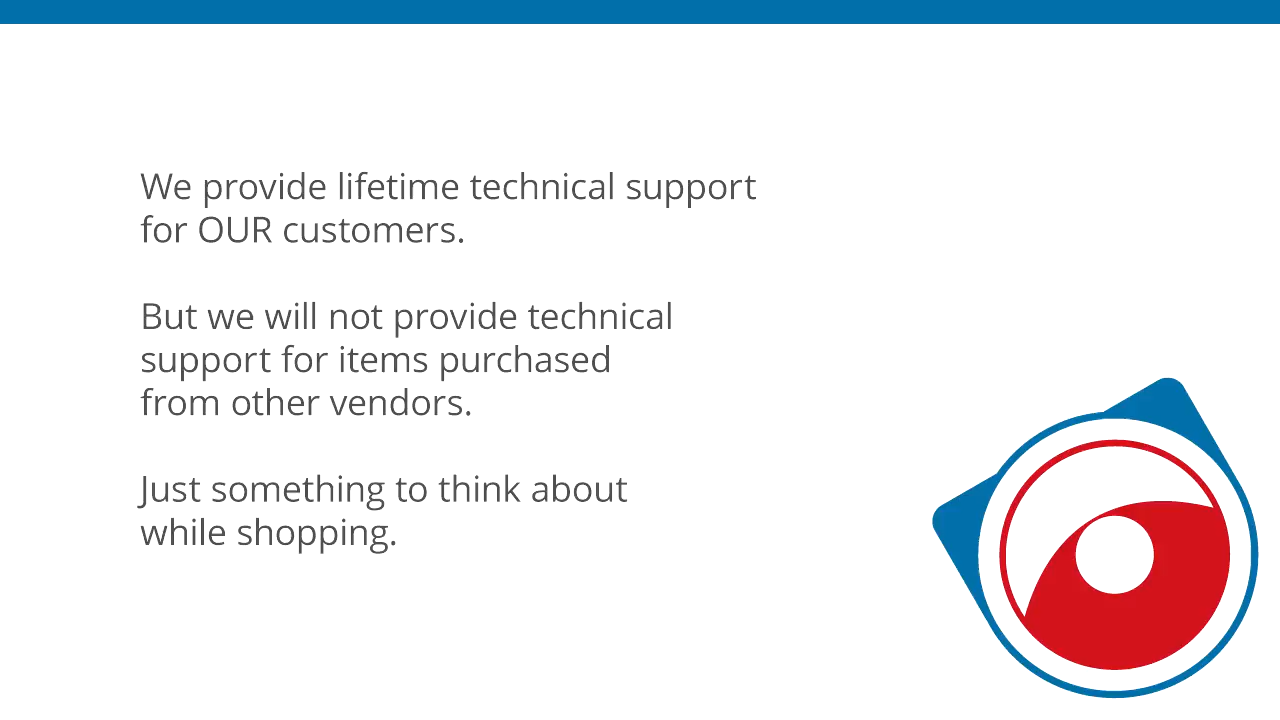 We provide lifetime technical support
for OUR customers.
But we will not provide technical
support for items purchased
from other vendors.
Just something to think about
while shopping.